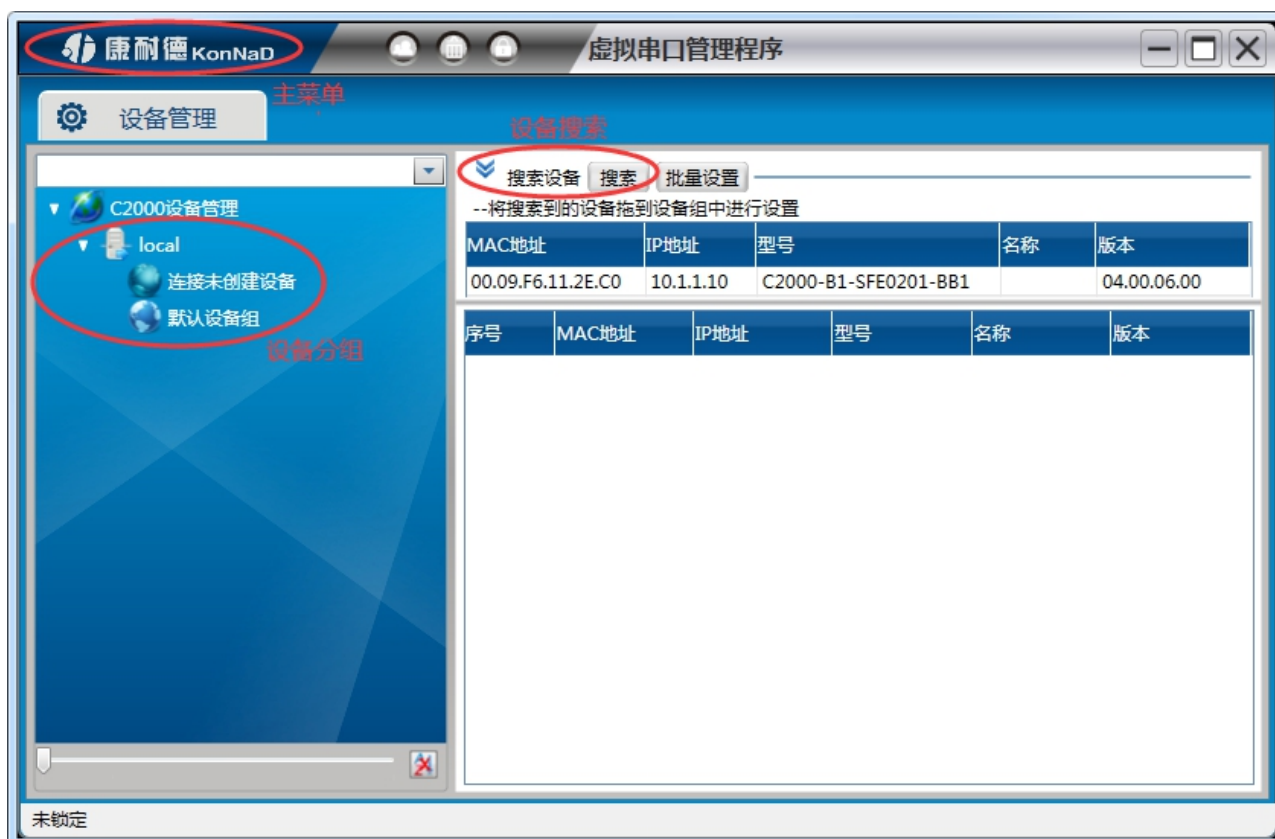 康耐德 KonNaD
虚拟串口管理程序
主菜单
设备管理
设备搜索
搜索设备 搜索 批量设置
--将搜索到的设备拖到设备组中进行设置
C2000设备管理
local
连接未创建设备
默认设备组
设备分组
MAC地址 IP地址 型号 名称 版本
00.09.F6.11.2E.C0 10.1.1.10 C2000-B1-SFE0201-BB1 04.00.06.00
序号 MAC地址 IP地址 型号 名称 版本
未锁定